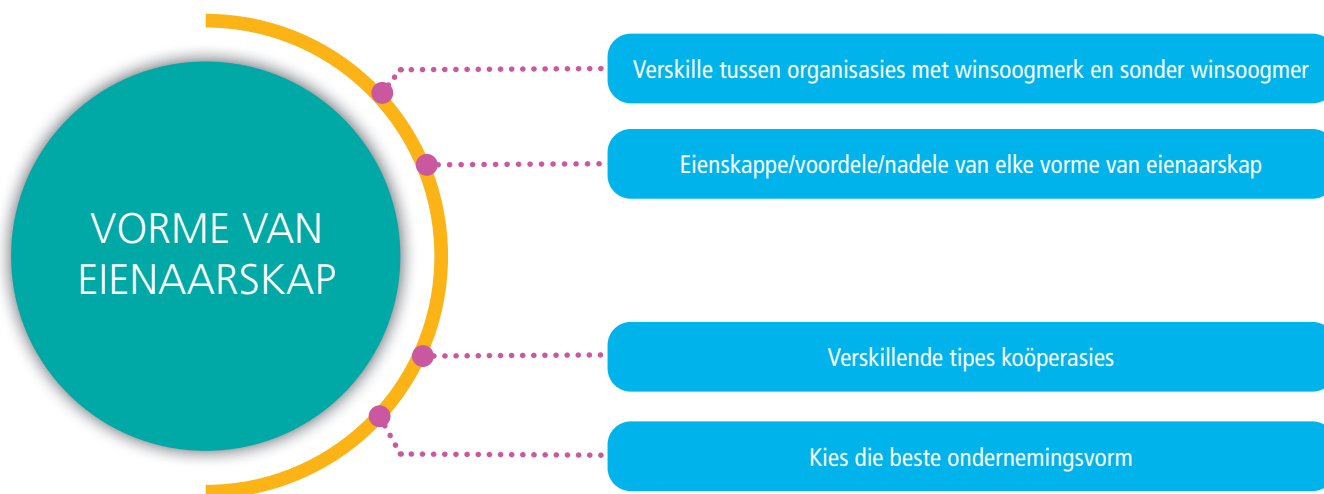 VORME VAN
EIENAARSKAP
Verskille tussen organisasies met winsoogmerk en sonder winsoogmer
Eienskappe/voordele/nadele van elke vorme van eienaarskap
Verskillende tipes koöperasies
Kies die beste ondernemingsvorm